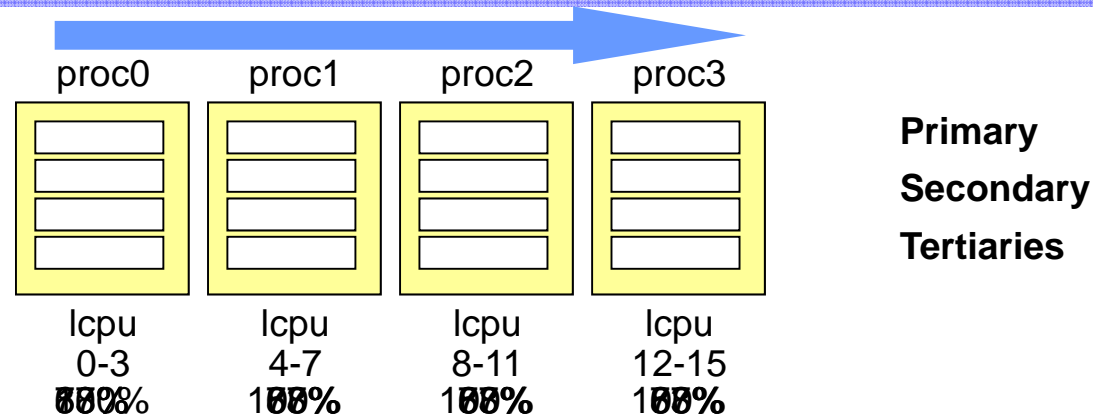 proc0 proc1 proc2 proc3
Primary
Secondary
Tertiaries
lcpu lcpu lcpu lcpu
0-3 4-7 8-11 12-15